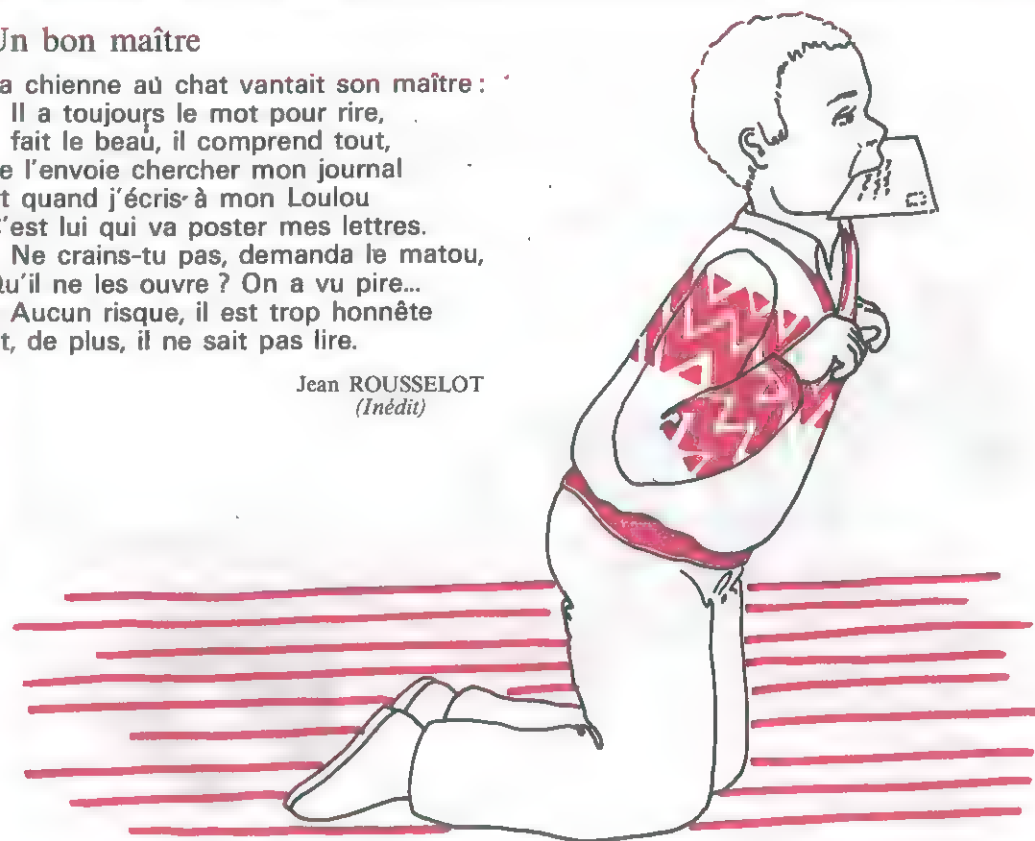 Un bon maître
a chienne au chat vantait son maître :
Il a toujours le mot pour rire,
fait le beau, il comprend tout,
e l'envoie chercher mon journal
t quand j'écris à mon Loulou
'est lui qui va poster mes lettres.
Ne crains-tu pas, demanda le matou,
u'il ne les ouvre ? On a vu pire...
Aucun risque, il est trop honnête
t, de plus, il ne sait pas lire.
Jean ROUSSELOT
(Inédit)